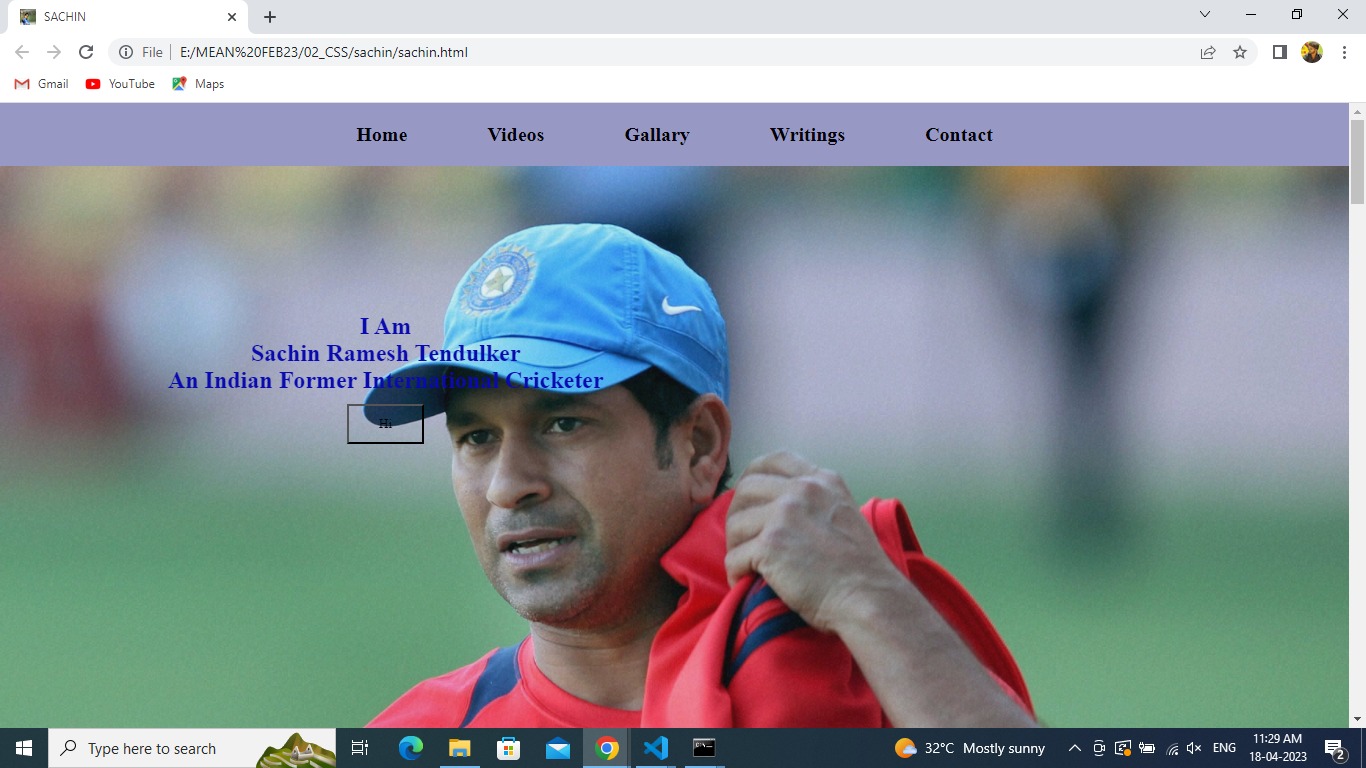 SACHIN
File
E:/MEAN%20FEB23/02_CSS/sachin/sachin.html
Gmail
YouTube
Maps
Home
Videos
Gallary
Writings
Contact
I Am
Sachin Ramesh Tendulker
An Indian Former International Cricketer
Hi
Type here to search
32°C Mostly sunny
ENG
11:29 AM
18-04-2023
2